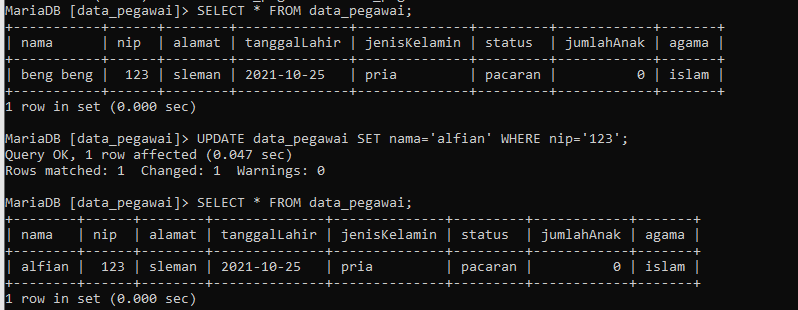 MariaDB [data_pegawai]> SELECT * FROM data_pegawai;
+-----------+------+--------+--------------+--------------+---------+------------+-------+
| nama      | nip  | alamat | tanggalLahir | jenisKelamin | status  | jumlahAnak | agama |
+-----------+------+--------+--------------+--------------+---------+------------+-------+
| beng beng |  123 | sleman | 2021-10-25   | pria         | pacaran |          0 | islam |
+-----------+------+--------+--------------+--------------+---------+------------+-------+
1 row in set (0.000 sec)

MariaDB [data_pegawai]> UPDATE data_pegawai SET nama='alfian' WHERE nip='123';
Query OK, 1 row affected (0.047 sec)
Rows matched: 1  Changed: 1  Warnings: 0

MariaDB [data_pegawai]> SELECT * FROM data_pegawai;
+--------+------+--------+--------------+--------------+---------+------------+-------+
| nama   | nip  | alamat | tanggalLahir | jenisKelamin | status  | jumlahAnak | agama |
+--------+------+--------+--------------+--------------+---------+------------+-------+
| alfian |  123 | sleman | 2021-10-25   | pria         | pacaran |          0 | islam |
+--------+------+--------+--------------+--------------+---------+------------+-------+
1 row in set (0.000 sec)